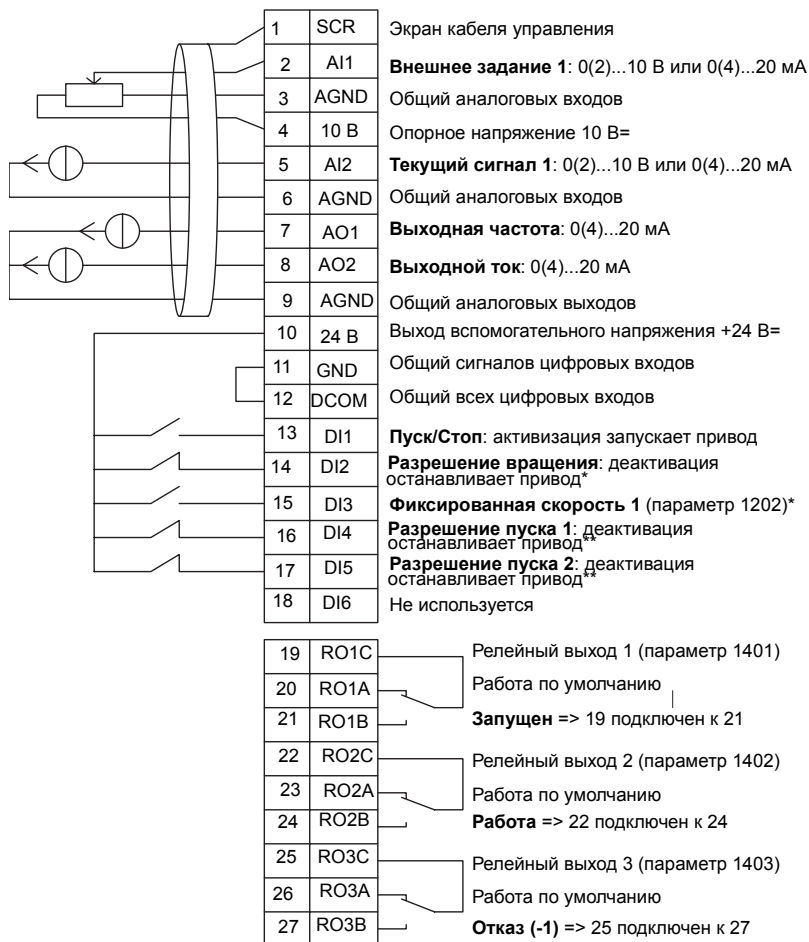 1 SCR Экран кабеля управления
2 AI1 Внешнее задание 1: 0(2)...10 В или 0(4)...20 мА
3 AGND Общий аналоговых входов
4 10 В Опорное напряжение 10 В=
5 AI2 Текущий сигнал 1: 0(2)...10 В или 0(4)...20 мА
6 AGND Общий аналоговых входов
7 AO1 Выходная частота: 0(4)...20 мА
8 AO2 Выходной ток: 0(4)...20 мА
9 AGND Общий аналоговых выходов
10 24 В Выход вспомогательного напряжения +24 В=
11 GND Общий сигналов цифровых входов
12 DCOM Общий всех цифровых входов
13 DI1 Пуск/Стоп: активизация запускает привод
14 DI2 Разрешение вращения: деактивация
останавливает привод*
15 DI3 Фиксированная скорость 1 (параметр 1202)*
16 DI4 Разрешение пуска 1: деактивация
останавливает привод**
17 DI5 Разрешение пуска 2: деактивация
останавливает привод**
18 DI6 Не используется
19 RO1C Релейный выход 1 (параметр 1401)
20 RO1A Работа по умолчанию
21 RO1B Запущен => 19 подключен к 21
22 RO2C Релейный выход 2 (параметр 1402)
23 RO2A Работа по умолчанию
24 RO2B Работа => 22 подключен к 24
25 RO3C Релейный выход 3 (параметр 1403)
26 RO3A Работа по умолчанию
27 RO3B Отказ (-1) => 25 подключен к 27